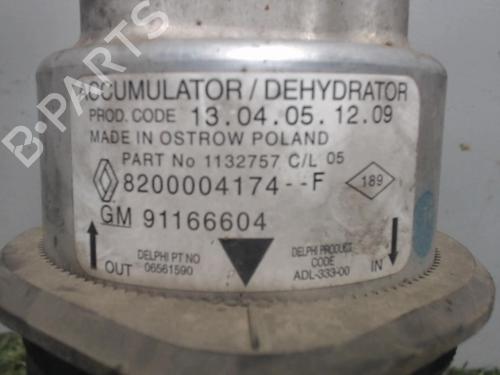 ACCUMULATOR / DEHYDRATOR
PROD. CODE 13.04.05.12.09
MADE IN OSTROW POLAND
PART No 1132757 C/L 05
8200004174--F
189
GM 91166604
OUT
DELPHI PT NO
06561590
DELPHI PRODUCT
CODE
ADL-333-00
IN
B-PARTS